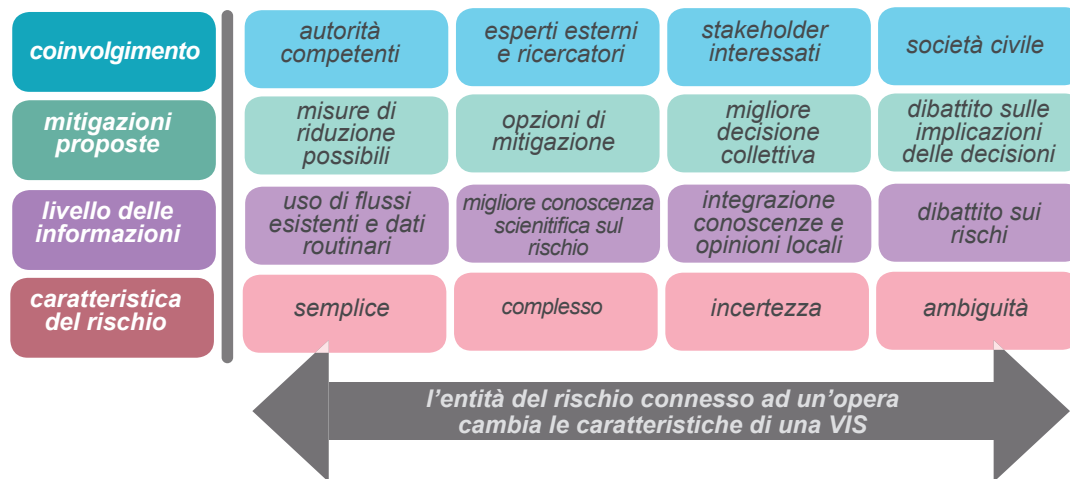 coinvolgimento
autorità
competenti
esperti esterni
e ricercatori
stakeholder
interessati
società civile
mitigazioni
proposte
misure di
riduzione
possibili
opzioni di
mitigazione
migliore
decisione
collettiva
dibattito sulle
implicazioni
delle decisioni
livello delle
informazioni
uso di flussi
esistenti e dati
routinari
migliore conoscenza
scienitifica sul
rischio
integrazione
conoscenze e
opinioni locali
dibattito sui
rischi
caratteristica
del rischio
semplice
complesso
incertezza
ambiguità
l'entità del rischio connesso ad un'opera
cambia le caratteristiche di una VIS